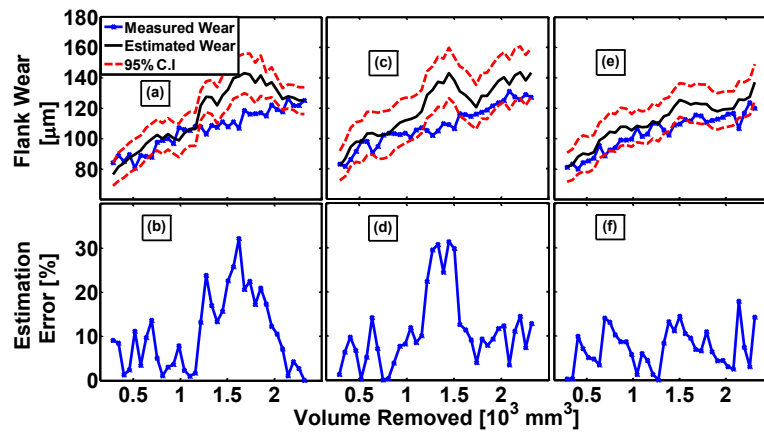 180
160
140
120
100
80
Flank Wear
[μm]
Measured Wear
Estimated Wear
95% C.I
(a)
(c)
(e)
30
20
10
0
Estimation
Error [%]
(b)
(d)
(f)
0.5 1 1.5 2
0.5 1 1.5 2
0.5 1 1.5 2
Volume Removed [10³ mm³]